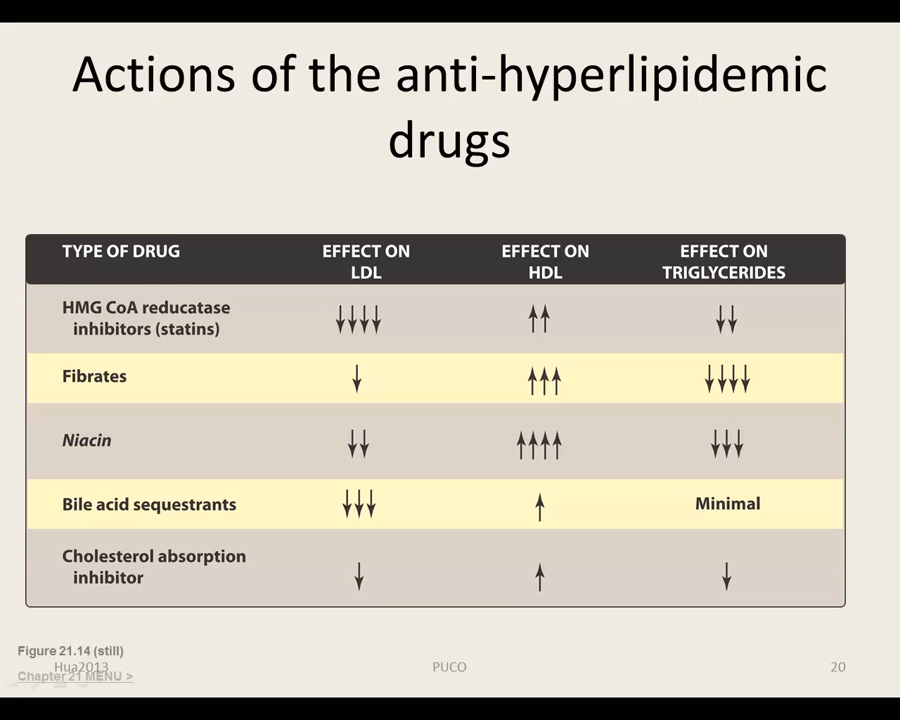 Actions of the anti-hyperlipidemic
drugs
TYPE OF DRUG EFFECT ON EFFECT ON EFFECT ON
LDL HDL TRIGLYCERIDES
HMG CoA reducatase
inhibitors (statins) ↓↓↓↓ ↑↑ ↓↓
Fibrates ↓ ↑↑↑ ↓↓↓↓
Niacin ↓↓ ↑↑↑↑ ↓↓↓
Bile acid sequestrants ↓↓↓ ↑ Minimal
Cholesterol absorption
inhibitor ↓ ↑ ↓
Figure 21.14 (still)
Hua2013 PUCO 20
Chapter 21 MENU >